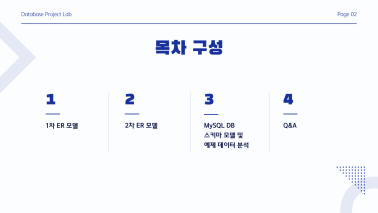 Database Project Lab
Page 02
목차 구성
1
1차 ER 모델
2
2차 ER 모델
3
MySQL DB
스키마 모델 및
예제 데이터 분석
4
Q&A